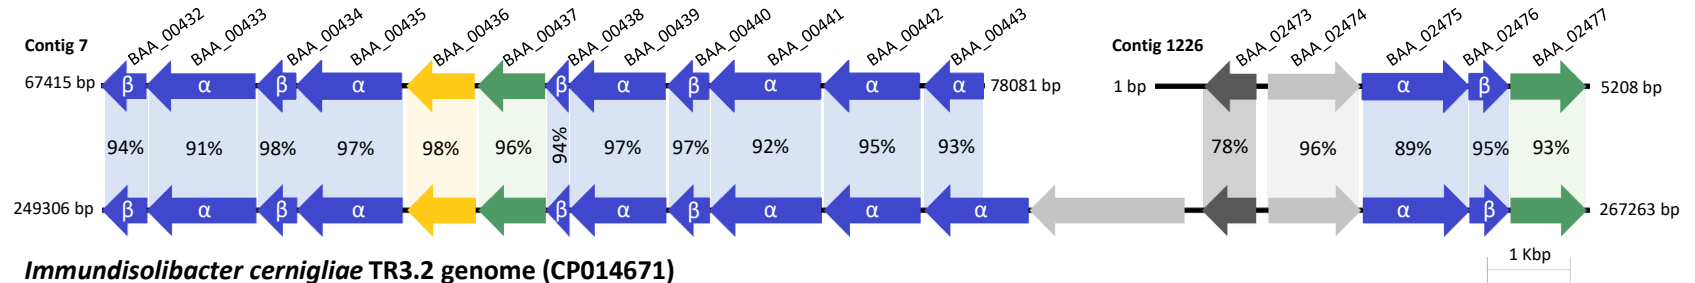 BAA_00432 BAA_00433 BAA_00434 BAA_00435 BAA_00436 BAA_00437 BAA_00438 BAA_00439 BAA_00440 BAA_00441 BAA_00442 BAA_00443 BAA_02473 BAA_02474 BAA_02475 BAA_02476 BAA_02477
Contig 7 Contig 1226
67415 bp β α β α β α β α α α 78081 bp 1 bp α β 5208 bp
94% 91% 98% 97% 98% 96% 94% 97% 97% 92% 95% 93% 78% 96% 89% 95% 93%
249306 bp β α β α β α β α α α α β 267263 bp
1 Kbp
Immundisolibacter cernigliae TR3.2 genome (CP014671)